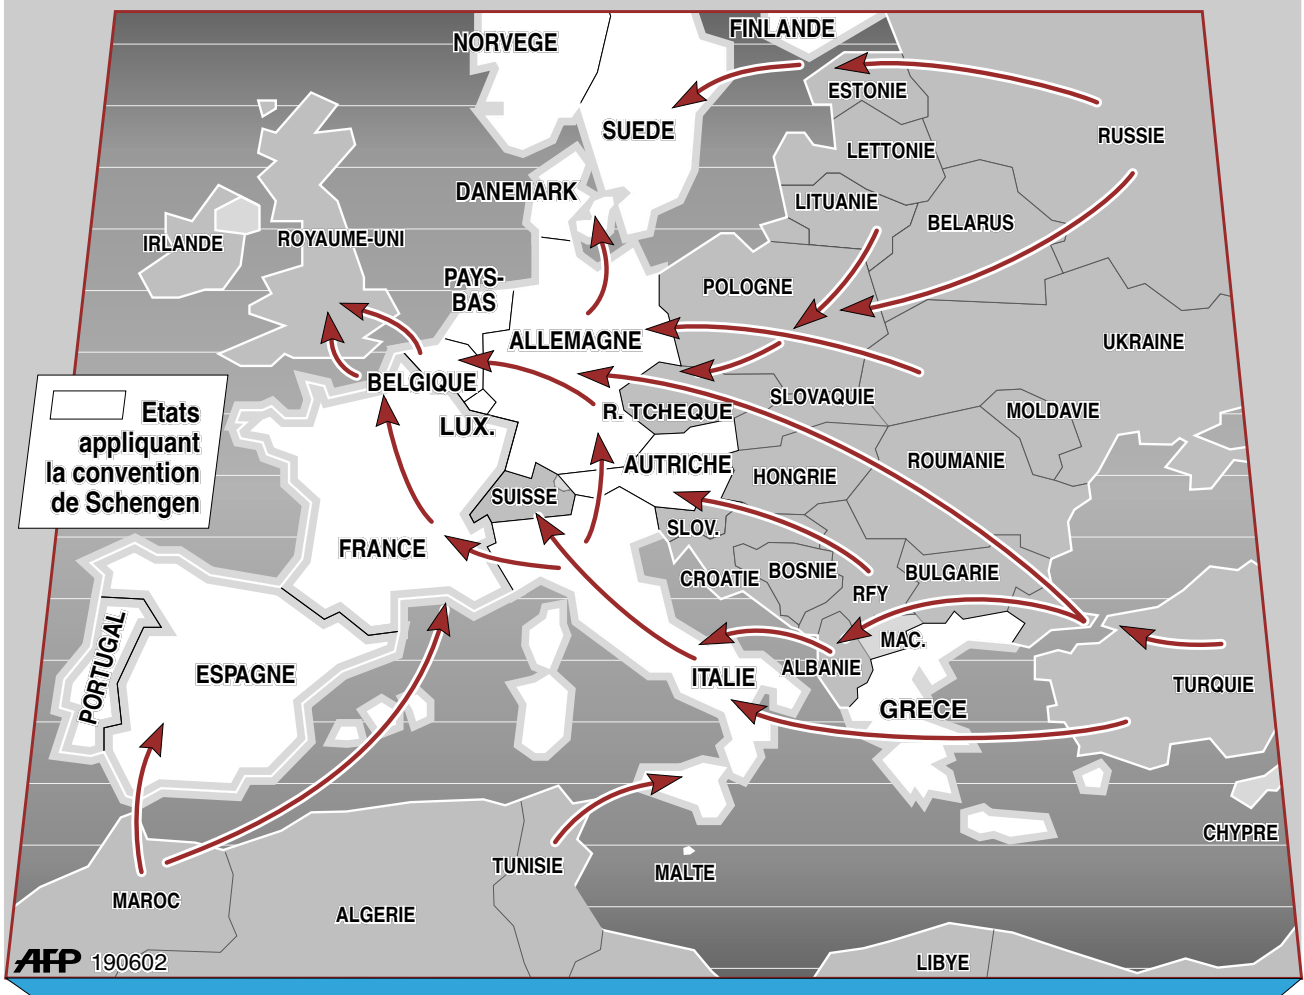 NORVEGE
FINLANDE
ESTONIE
SUEDE
RUSSIE
LETTONIE
DANEMARK
LITUANIE
BELARUS
IRLANDE
ROYAUME-UNI
PAYS-
BAS
POLOGNE
ALLEMAGNE
UKRAINE
BELGIQUE
SLOVAQUIE
R. TCHEQUE
MOLDAVIE
LUX.
Etats
appliquant
la convention
de Schengen
AUTRICHE
HONGRIE
ROUMANIE
SUISSE
SLOV.
FRANCE
CROATIE
BOSNIE
BULGARIE
RFY
MAC.
PORTUGAL
ESPAGNE
ITALIE
ALBANIE
TURQUIE
GRECE
CHYPRE
TUNISIE
MALTE
MAROC
ALGERIE
AFP 190602
LIBYE